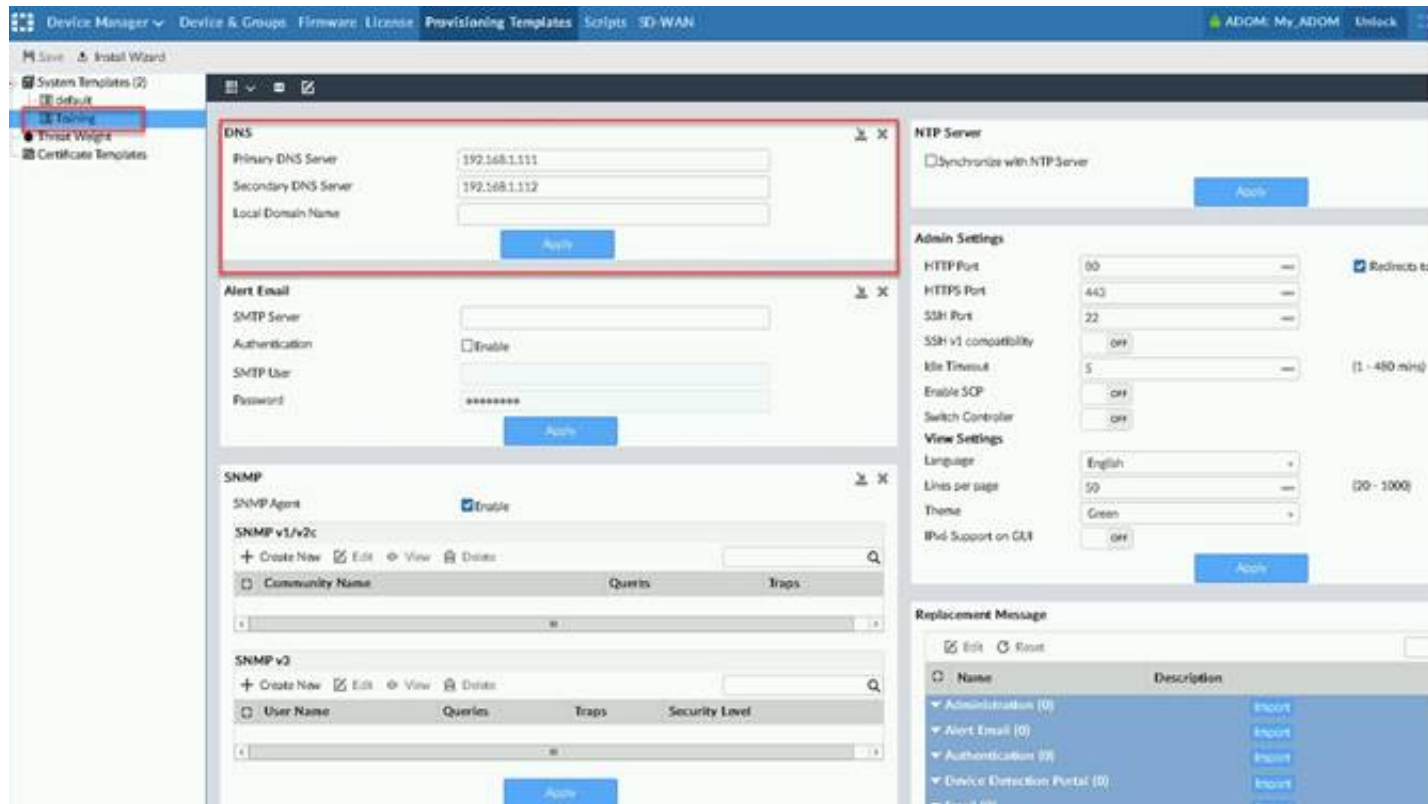 Device Manager Device & Groups Firmware License Provisioning Templates Scripts SD-WAN ADOM: My_ADOM Unlock
Save Install Wizard
System Templates (2)
default
Training
Threat Weight
Certificate Templates
DNS
Primary DNS Server 192.168.1.111
Secondary DNS Server 192.168.1.112
Local Domain Name
Apply
Alert Email
SMTP Server
Authentication Enable
SMTP User
Password ********
Apply
SNMP
SNMP Agent Enable
SNMP v1/v2c
Create New Edit View Delete
Community Name Queries Traps
SNMP v3
Create New Edit View Delete
User Name Queries Traps Security Level
Apply
NTP Server
Synchronize with NTP Server
Apply
Admin Settings
HTTP Port 80 Redirects to
HTTPS Port 443
SSH Port 22
SSH v1 compatibility OFF
Idle Timeout 5 (1 - 480 mins)
Enable SCP OFF
Switch Controller OFF
View Settings
Language English
Lines per page 50 (20 - 1000)
Theme Green
IPv6 Support on GUI OFF
Apply
Replacement Message
Edit Reset
Name Description
Administration (0) Import
Alert Email (0) Import
Authentication (0) Import
Device Detection Portal (0) Import